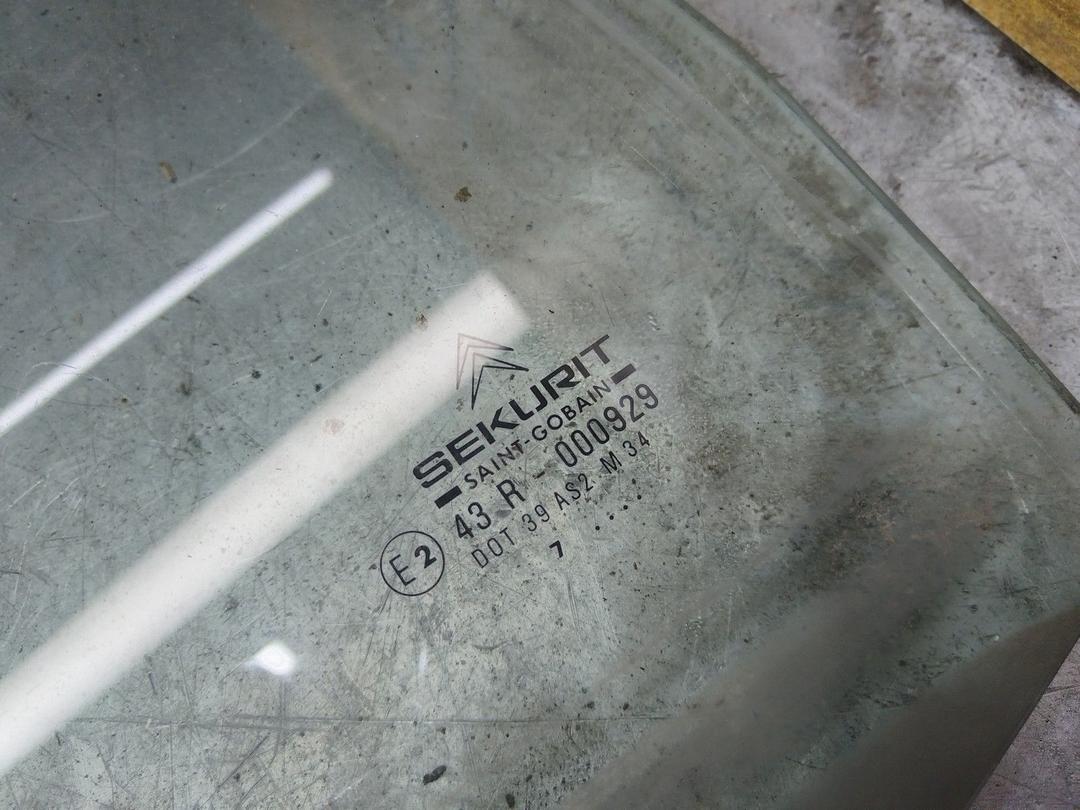 SEKURIT
SAINT-GOBAIN
E2 43 R - 000929
DOT 39 AS2 M 34
7 .....